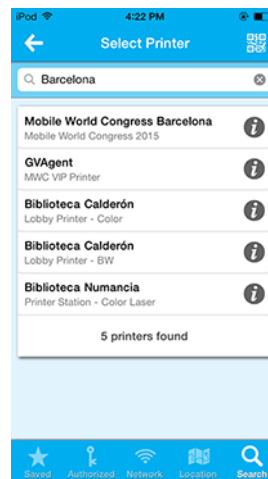 iPod 4:22 PM
Select Printer
Barcelona
Mobile World Congress Barcelona
Mobile World Congress 2015
GVAgent
MWC VIP Printer
Biblioteca Calderón
Lobby Printer - Color
Biblioteca Calderón
Lobby Printer - BW
Biblioteca Numancia
Printer Station - Color Laser
5 printers found
Saved Authorized Network Location Search